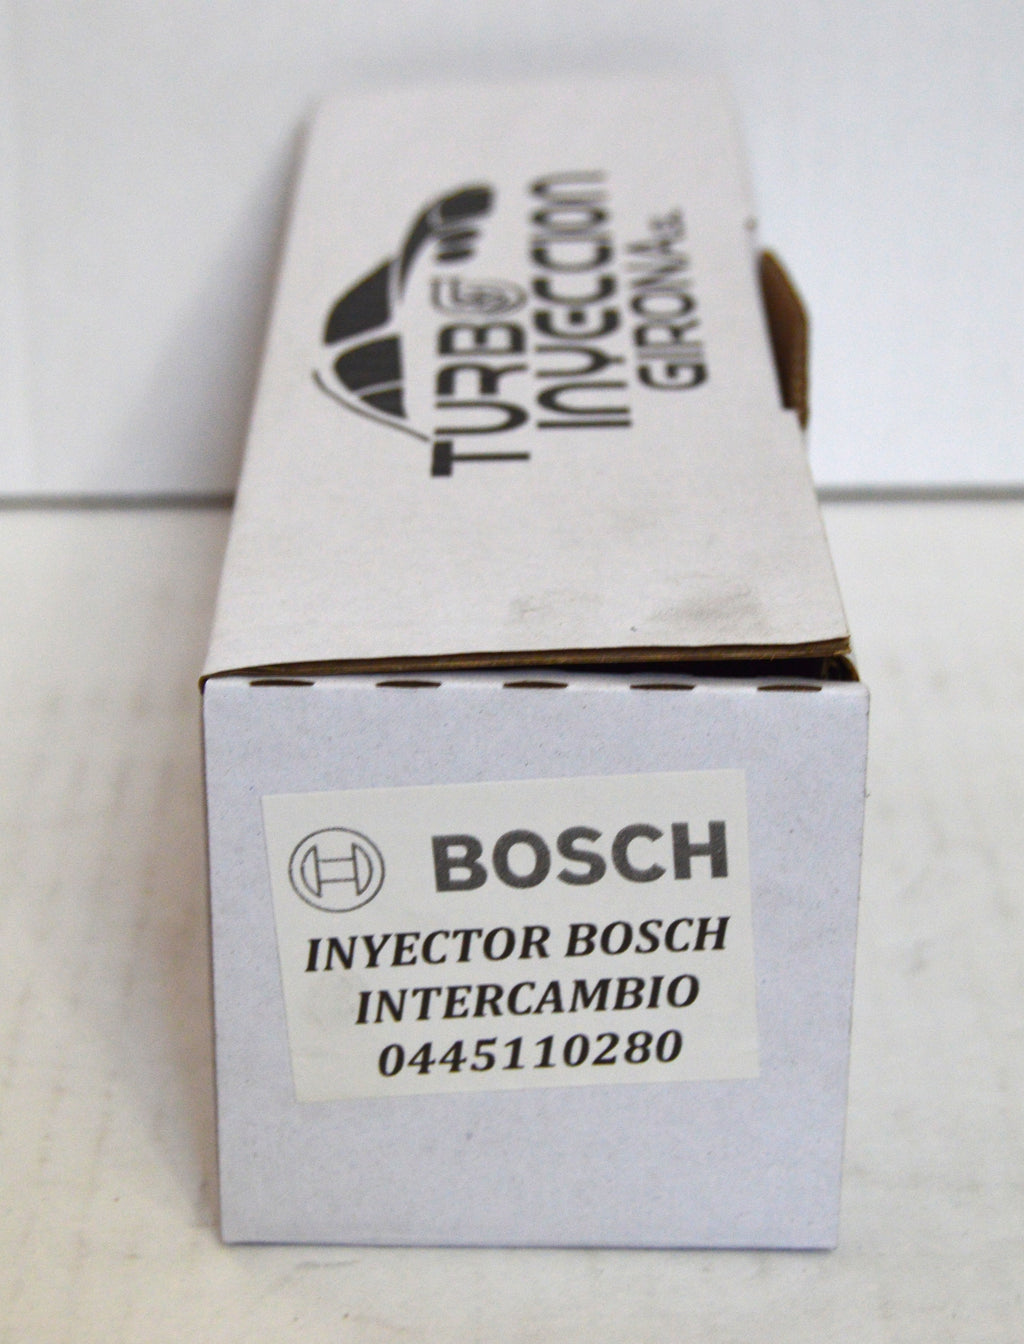 TURBO
INYECCION
GIRONA
BOSCH
INYECTOR BOSCH
INTERCAMBIO
0445110280